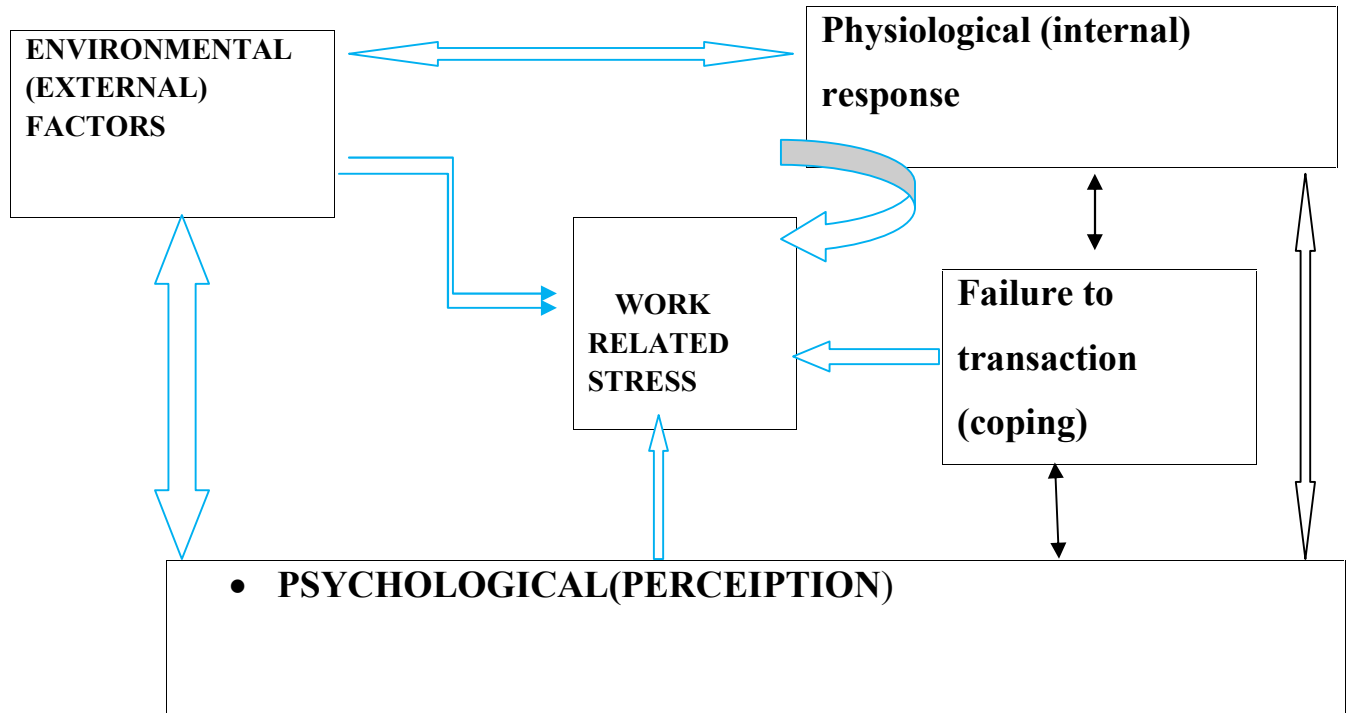 ENVIRONMENTAL
(EXTERNAL)
FACTORS
Physiological (internal)
response
WORK
RELATED
STRESS
Failure to
transaction
(coping)
• PSYCHOLOGICAL(PERCEIPTION)